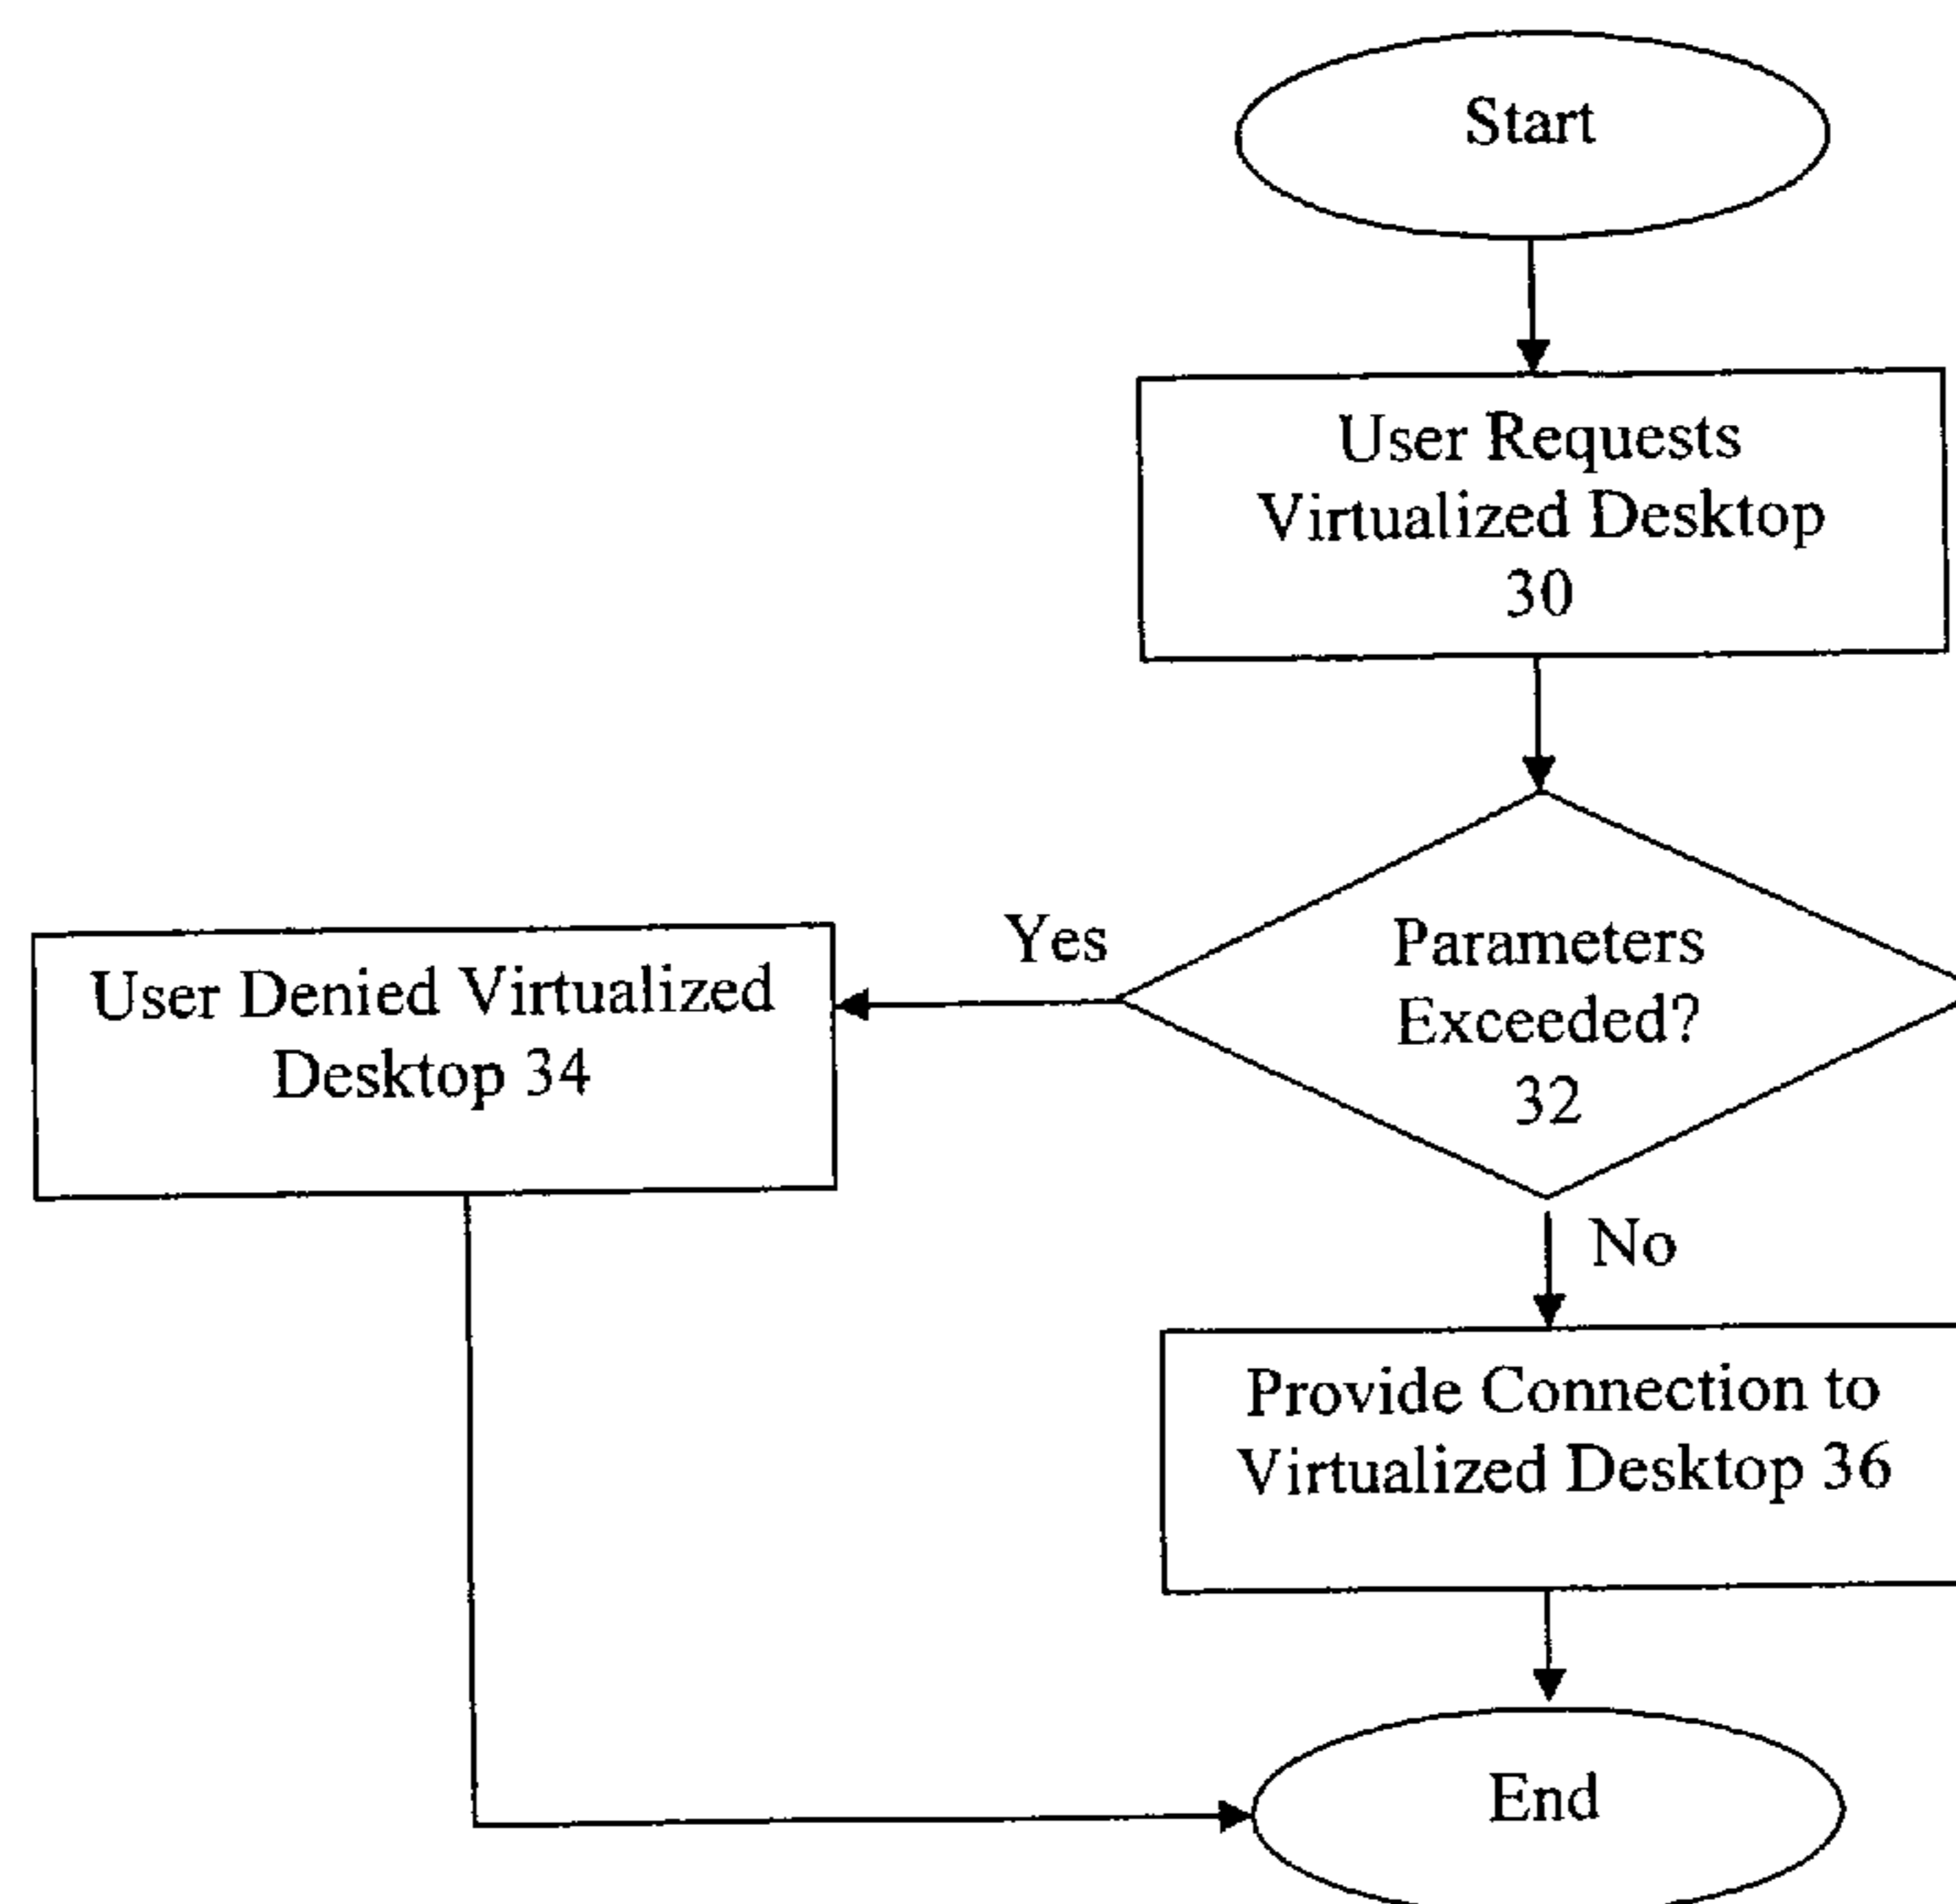 Start
User Requests
Virtualized Desktop
30
Yes
Parameters
Exceeded?
32
User Denied Virtualized
Desktop 34
No
Provide Connection to
Virtualized Desktop 36
End